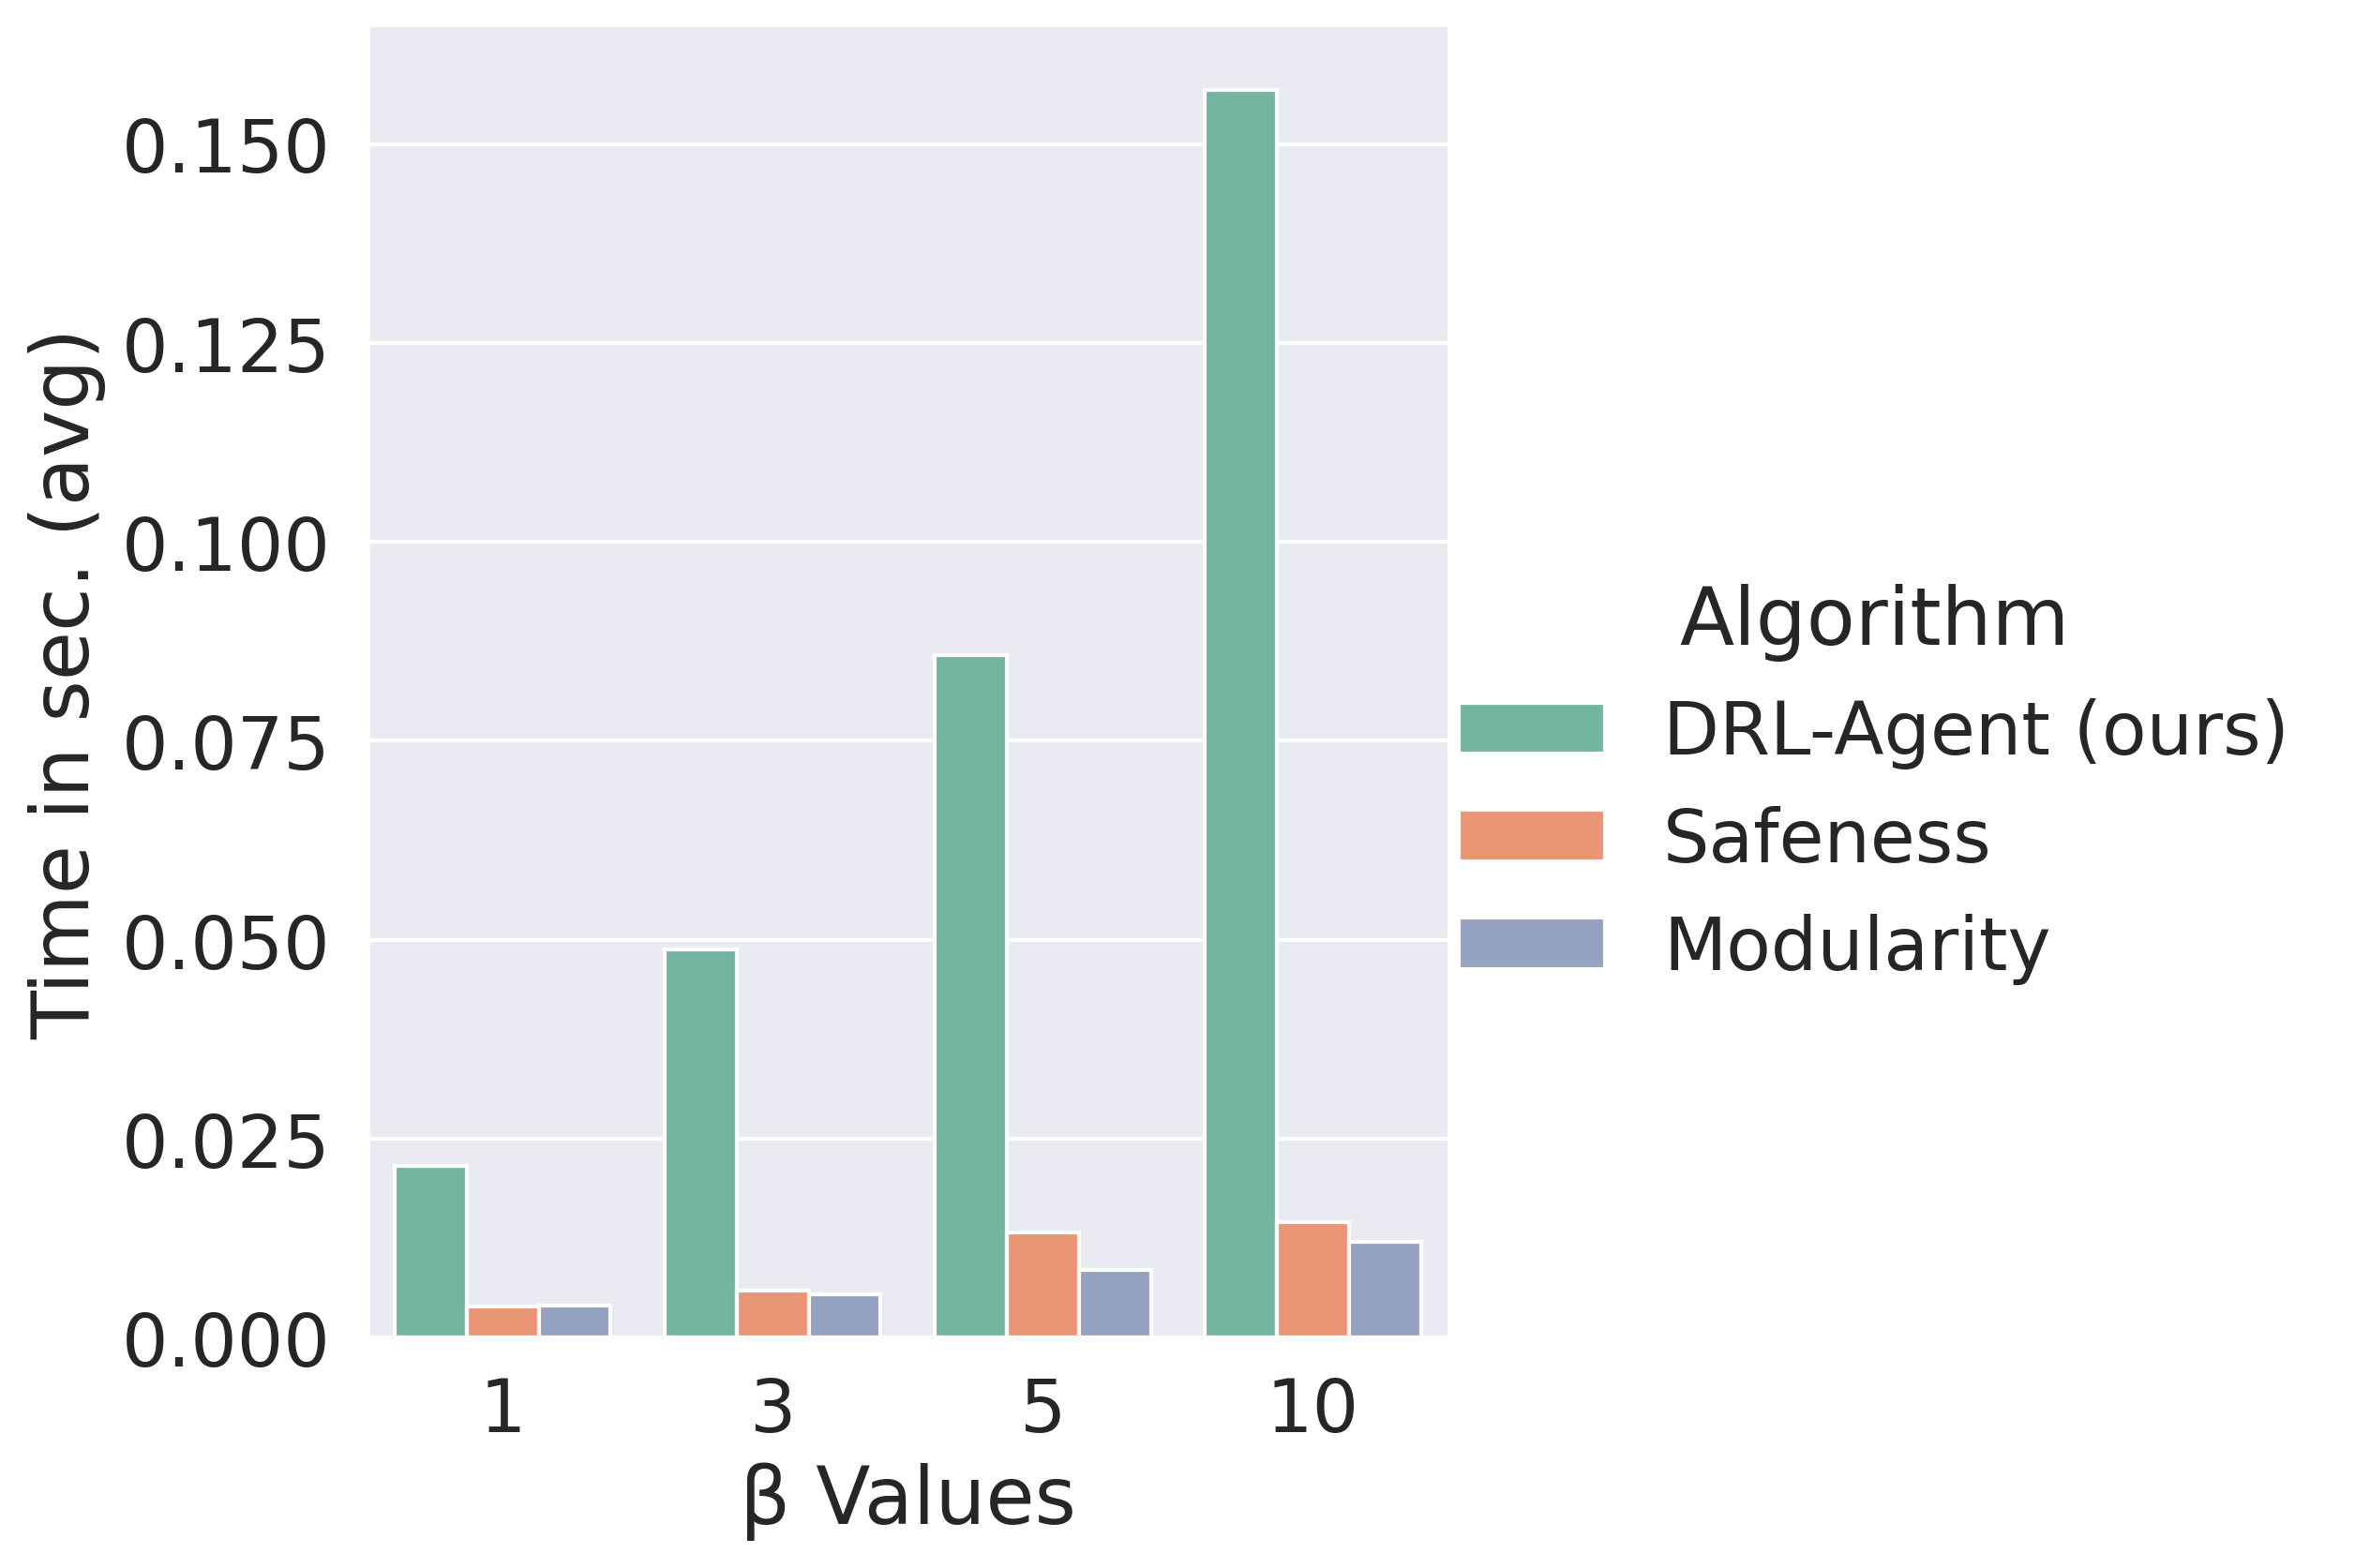 0.150
0.125
0.100
0.075
0.050
0.025
0.000
Time in sec. (avg)
1 3 5 10
β Values
Algorithm
DRL-Agent (ours)
Safeness
Modularity